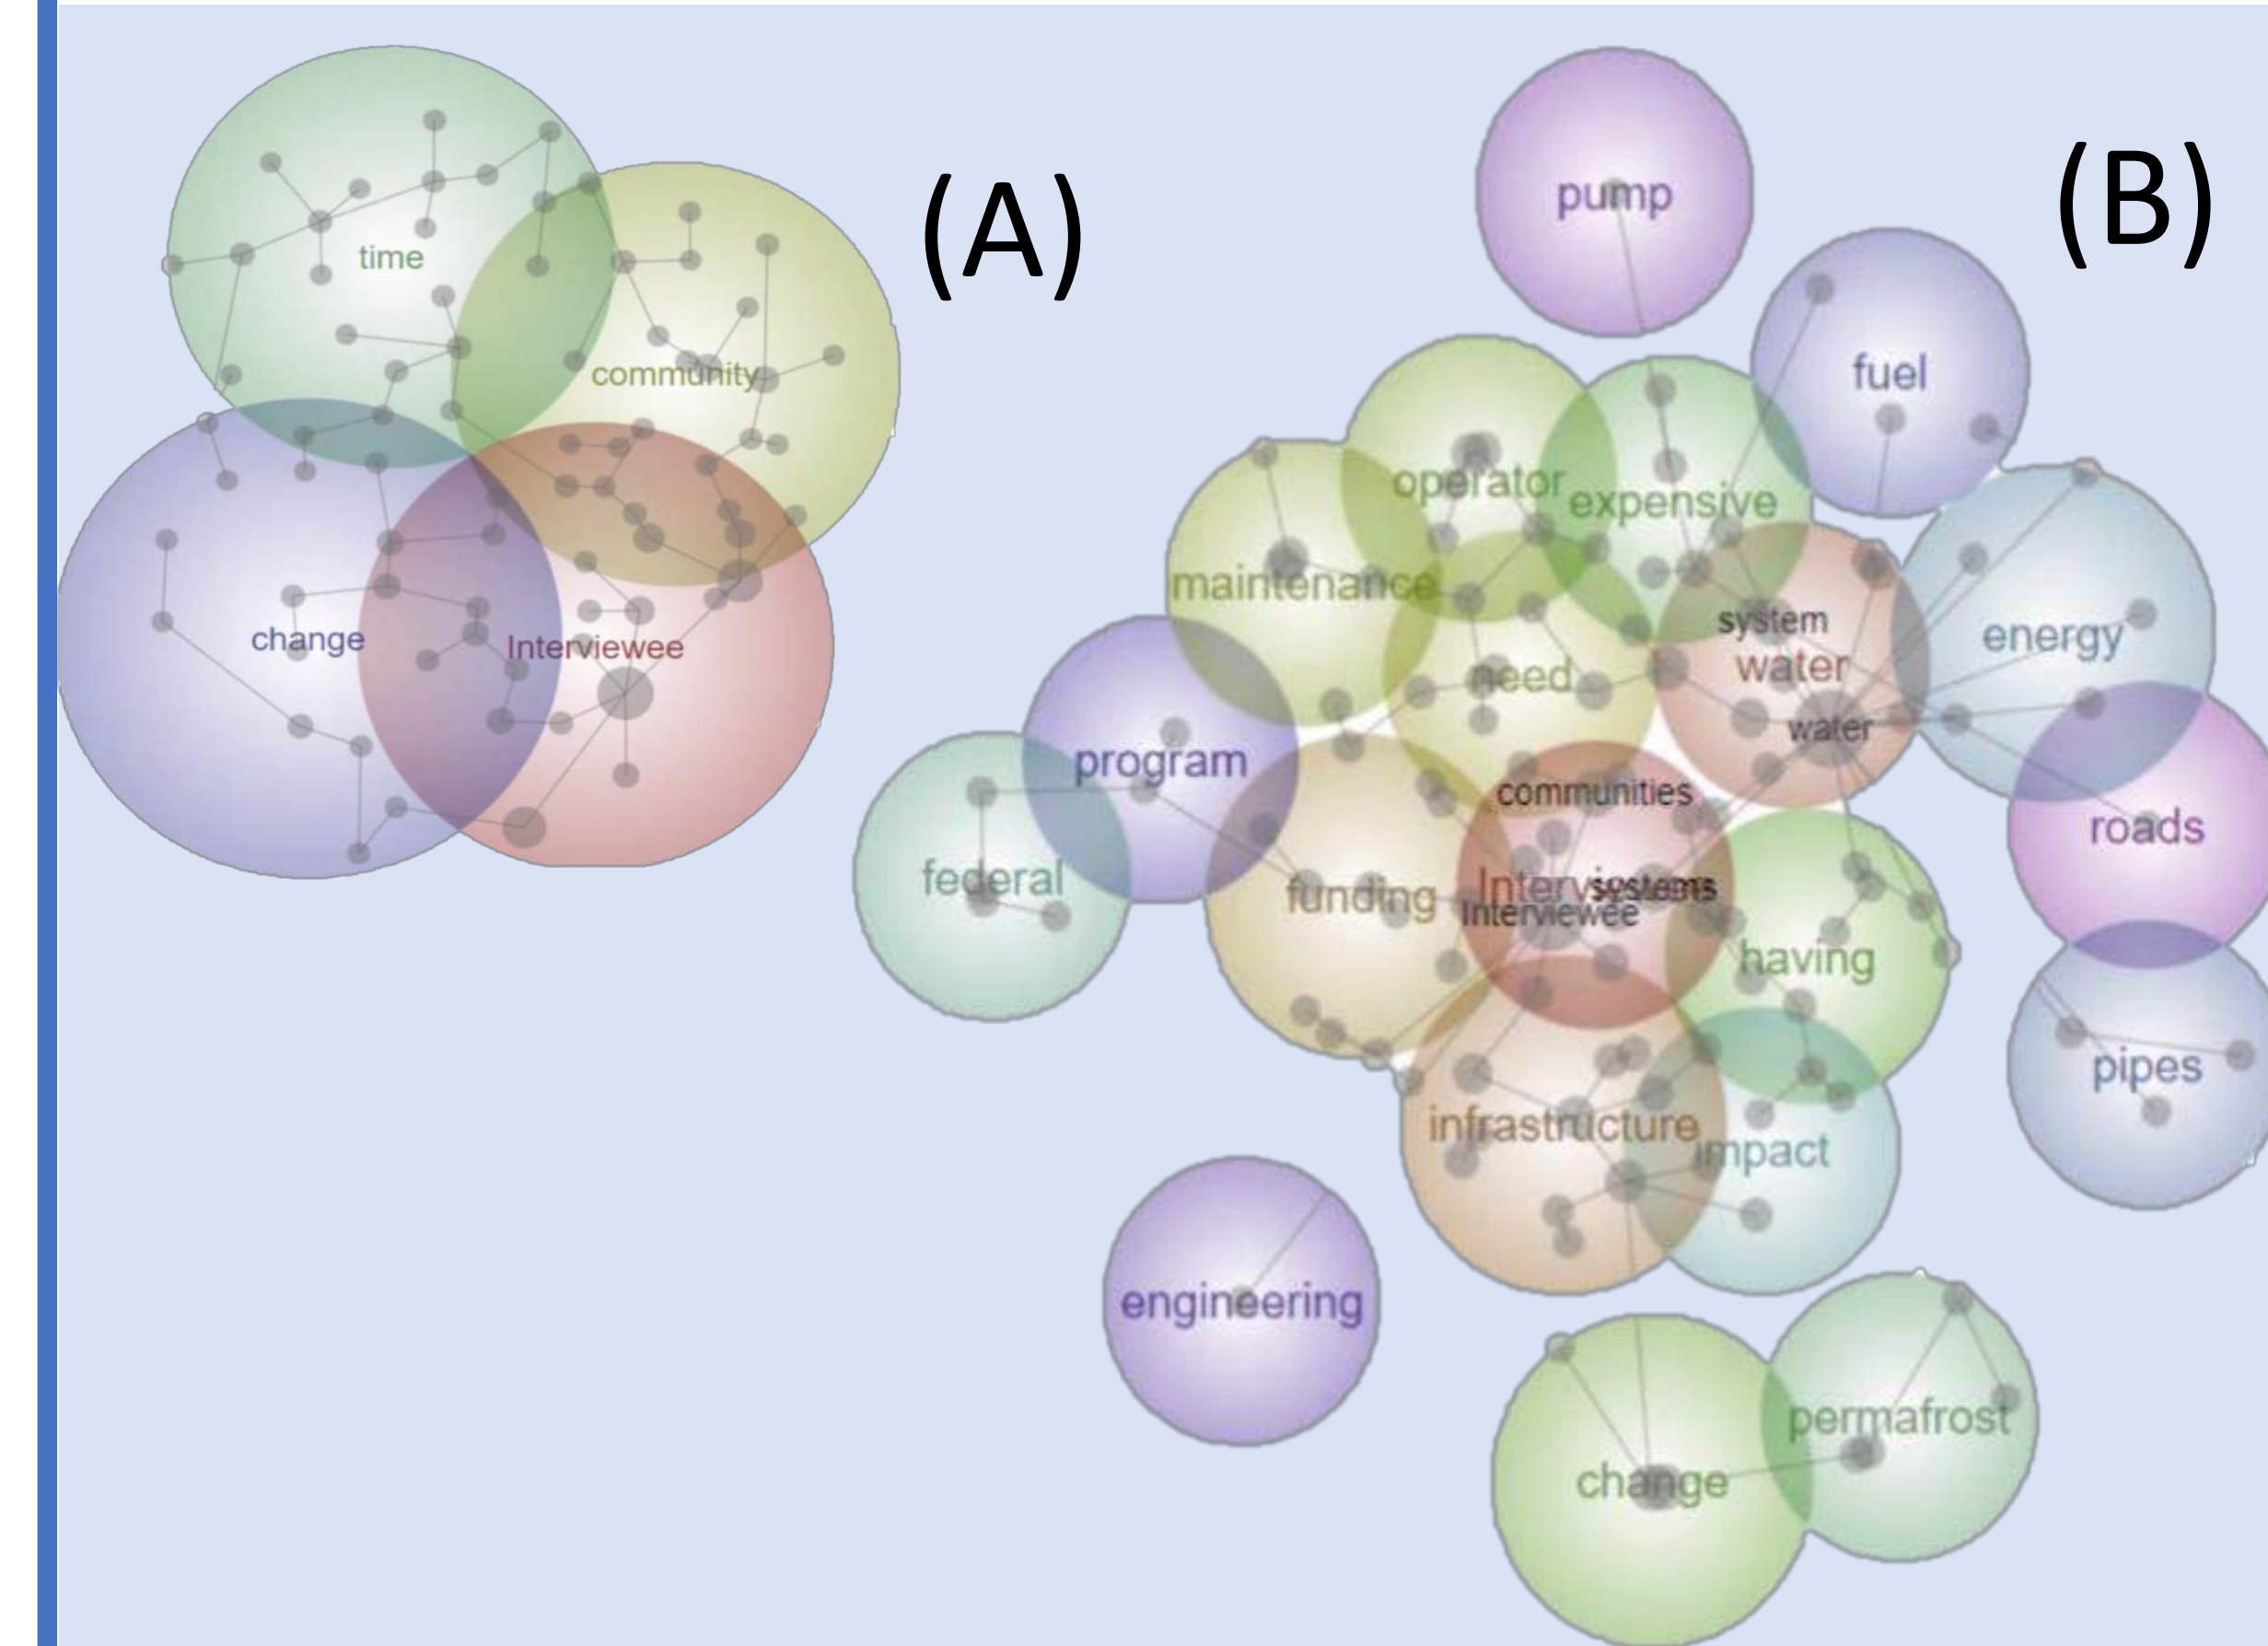 (A)
time
community
change
Interviewee
(B)
pump
fuel
operator
expensive
maintenance
system
energy
water
need
water
program
communities
roads
federal
funding
systems
Interviewee
having
pipes
infrastructure
impact
engineering
permafrost
change